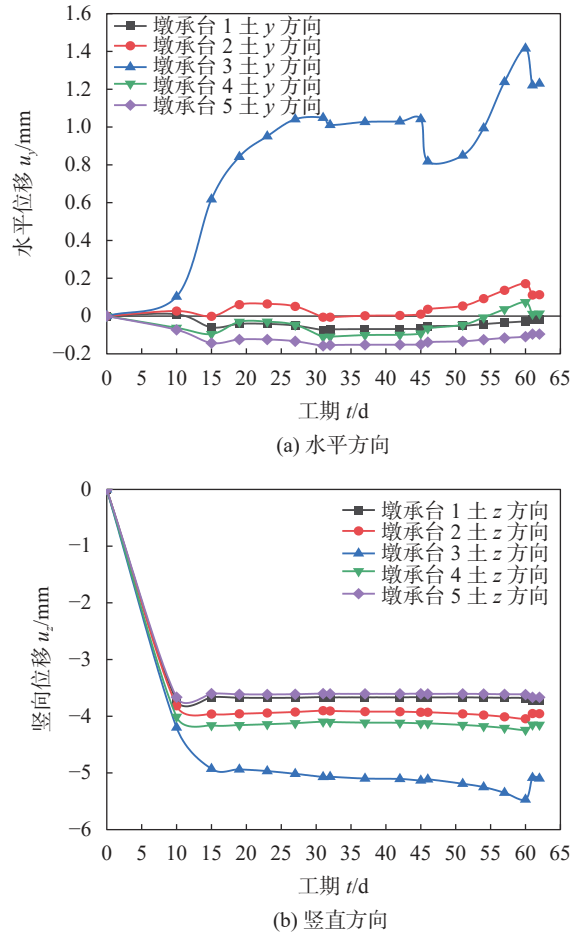 1.6
1.4
1.2
1.0
0.8
0.6
0.4
0.2
0
−0.2
水平位移 uy/mm
墩承台 1 土 y 方向
墩承台 2 土 y 方向
墩承台 3 土 y 方向
墩承台 4 土 y 方向
墩承台 5 土 y 方向
0 5 10 15 20 25 30 35 40 45 50 55 60 65
工期 t/d
(a) 水平方向
0
−1
−2
−3
−4
−5
−6
竖向位移 uz/mm
墩承台 1 土 z 方向
墩承台 2 土 z 方向
墩承台 3 土 z 方向
墩承台 4 土 z 方向
墩承台 5 土 z 方向
0 5 10 15 20 25 30 35 40 45 50 55 60 65
工期 t/d
(b) 竖直方向